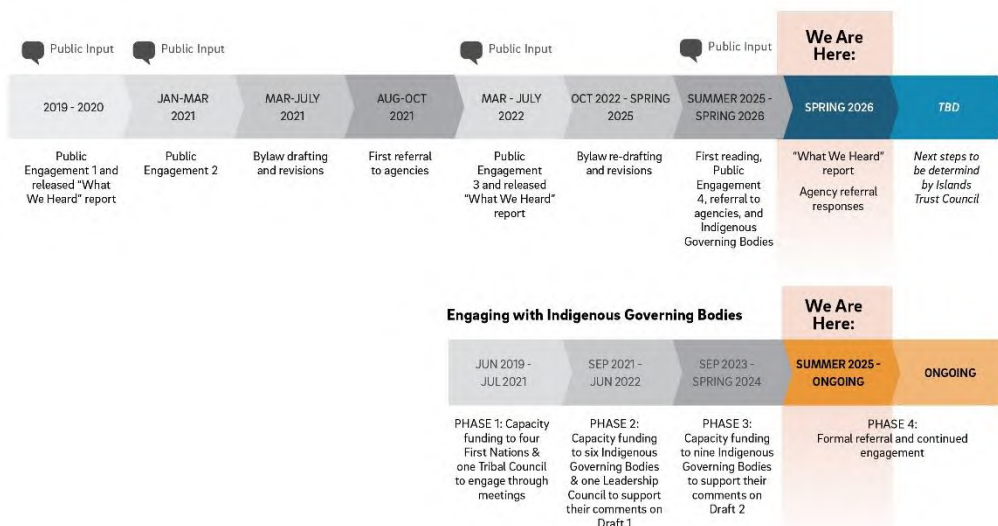 Public Input
Public Input
Public Input
Public Input
We Are
Here:
2019 - 2020
JAN-MAR
2021
MAR-JULY
2021
AUG-OCT
2021
MAR - JULY
2022
OCT 2022 - SPRING
2025
SUMMER 2025 -
SPRING 2026
SPRING 2026
TBD
Public
Engagement 1 and
released “What
We Heard” report
Public
Engagement 2
Bylaw drafting
and revisions
First referral
to agencies
Public
Engagement
3 and released
“What We Heard”
report
Bylaw re-drafting
and revisions
First reading,
Public
Engagement
4, referral to
agencies, and
Indigenous
Governing Bodies
“What We Heard”
report
Agency referral
responses
Next steps to
be determin
by Islands
Trust Council
Engaging with Indigenous Governing Bodies
We Are
Here:
JUN 2019 -
JUL 2021
SEP 2021 -
JUN 2022
SEP 2023 -
SPRING 2024
SUMMER 2025 -
ONGOING
ONGOING
PHASE 1: Capacity
funding to four
First Nations &
one Tribal Council
to engage through
meetings
PHASE 2:
Capacity funding
to six Indigenous
Governing Bodies
& one Leadership
Council to support
their comments on
Draft 1
PHASE 3:
Capacity funding
to nine Indigenous
Governing Bodies
to support their
comments on
Draft 2
PHASE 4:
Formal referral and continued
engagement